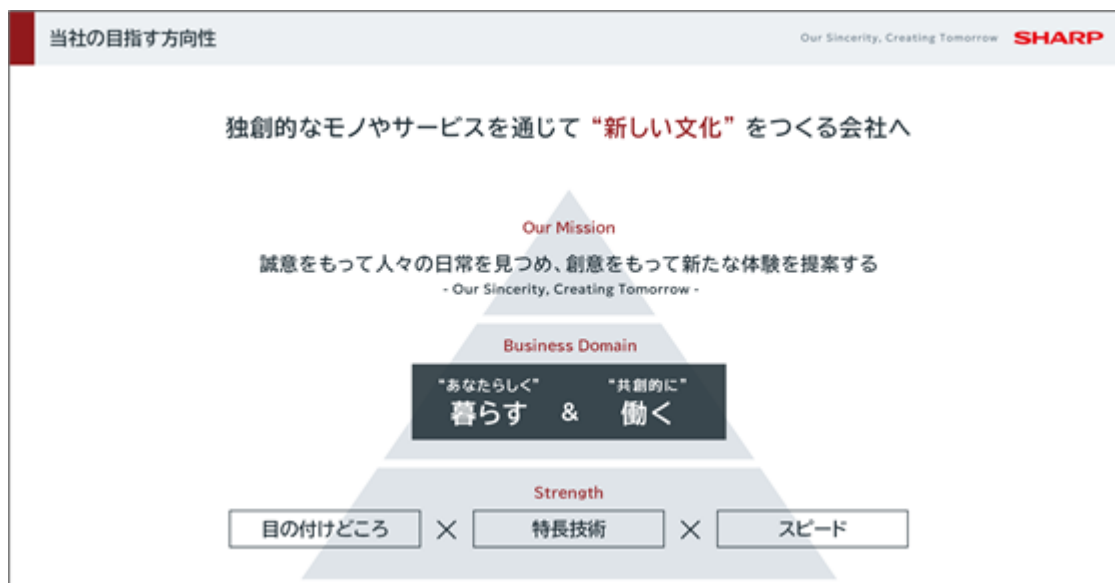 当社の目指す方向性
Our Sincerity, Creating Tomorrow SHARP
独創的なモノやサービスを通じて “新しい文化” をつくる会社へ
Our Mission
誠意をもって人々の日常を見つめ、創意をもって新たな体験を提案する
- Our Sincerity, Creating Tomorrow -
Business Domain
“あなたらしく” “共創的に”
暮らす & 働く
Strength
目の付けどころ × 特長技術 × スピード